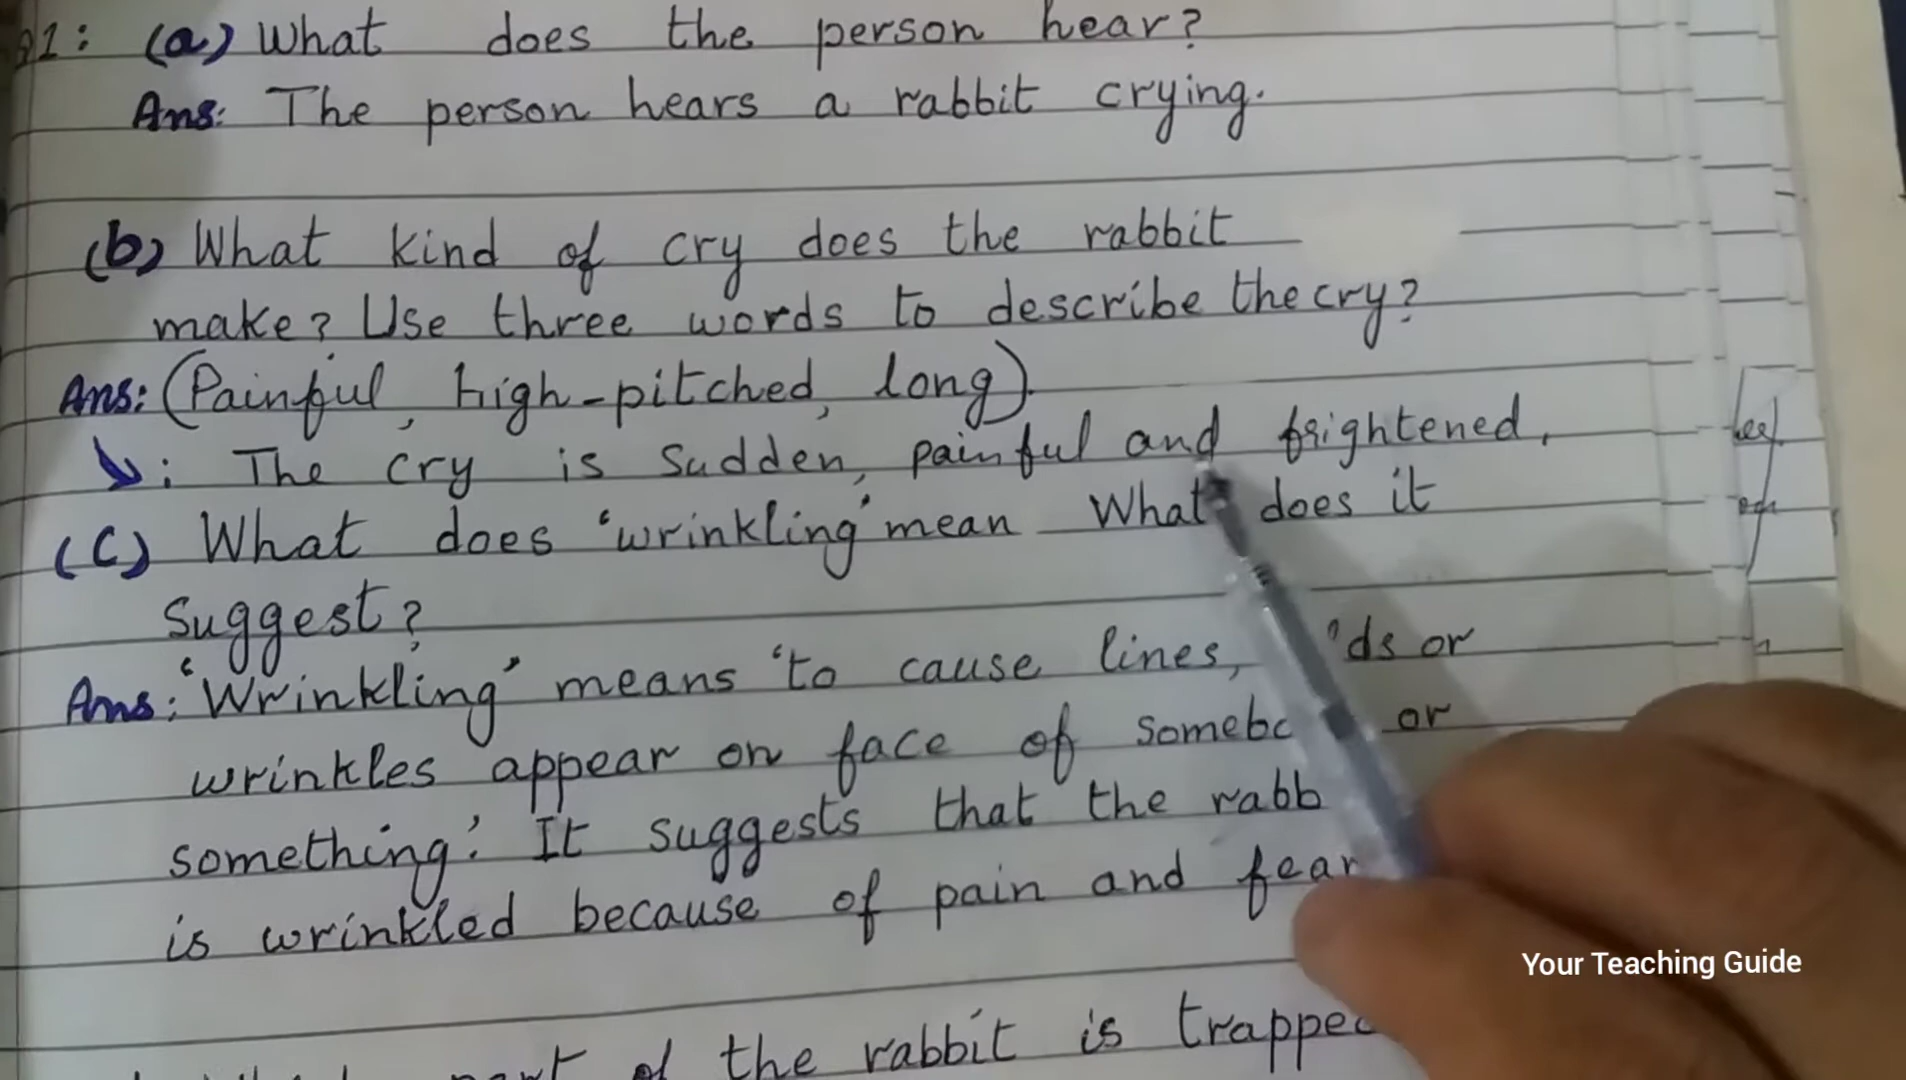 Q1: (a) What does the person hear?
Ans: The person hears a rabbit crying.
(b) What kind of cry does the rabbit
make? Use three words to describe the cry?
Ans: (Painful, high-pitched, long)
: The cry is Sudden, painful and frightened.
(C) What does 'wrinkling' mean What does it
Suggest?
Ans: 'Wrinkling' means 'to cause lines, or
wrinkles appear on face of or
something'. It suggests that the
is wrinkled because of pain and fear
of the rabbit is
Your Teaching Guide